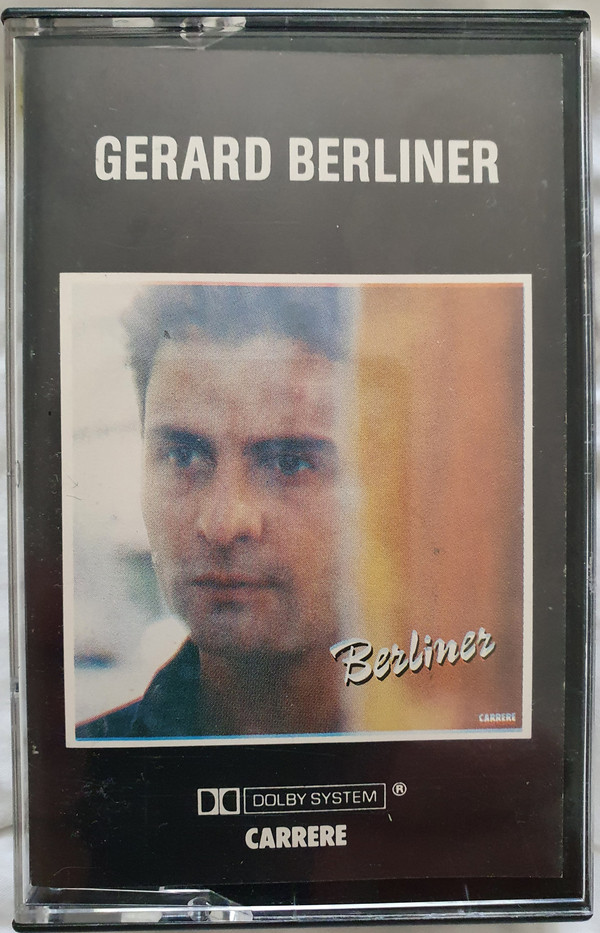 GERARD BERLINER
Berliner
CARRERE
DOLBY SYSTEM ®
CARRERE